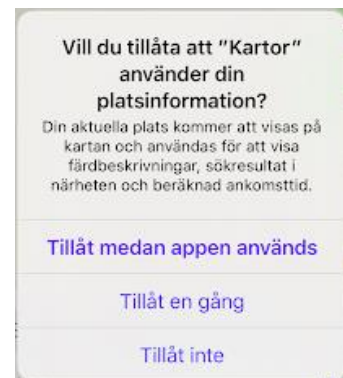 Vill du tillåta att ”Kartor”
använder din
platsinformation?
Din aktuella plats kommer att visas på
kartan och användas för att visa
färdbeskrivningar, sökresultat i
närheten och beräknad ankomsttid.
Tillåt medan appen används
Tillåt en gång
Tillåt inte